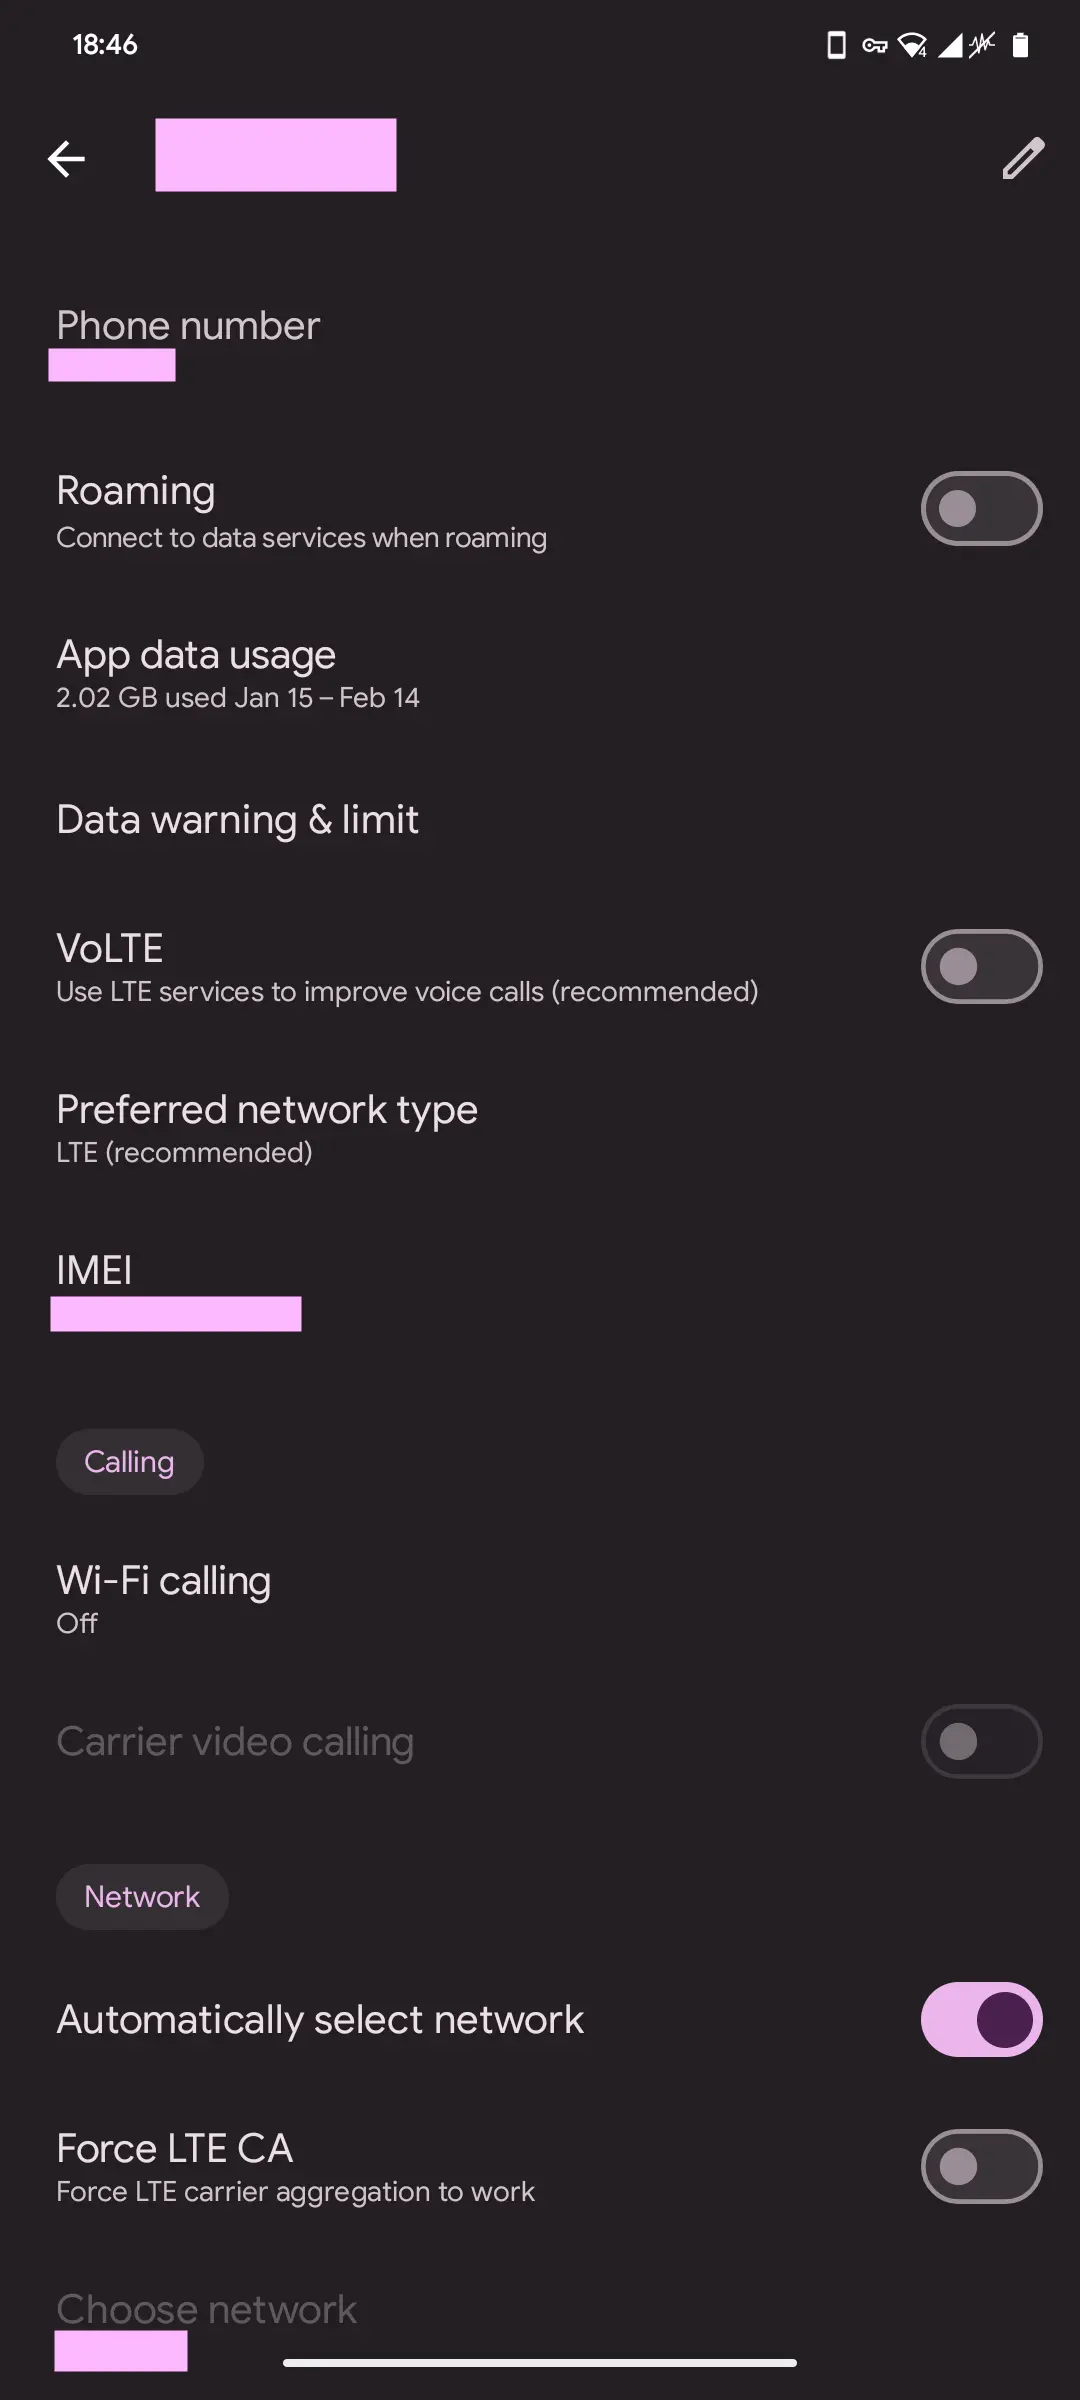 18:46
4
Phone number
Roaming
Connect to data services when roaming
App data usage
2.02 GB used Jan 15 – Feb 14
Data warning & limit
VoLTE
Use LTE services to improve voice calls (recommended)
Preferred network type
LTE (recommended)
IMEI
Calling
Wi-Fi calling
Off
Carrier video calling
Network
Automatically select network
Force LTE CA
Force LTE carrier aggregation to work
Choose network